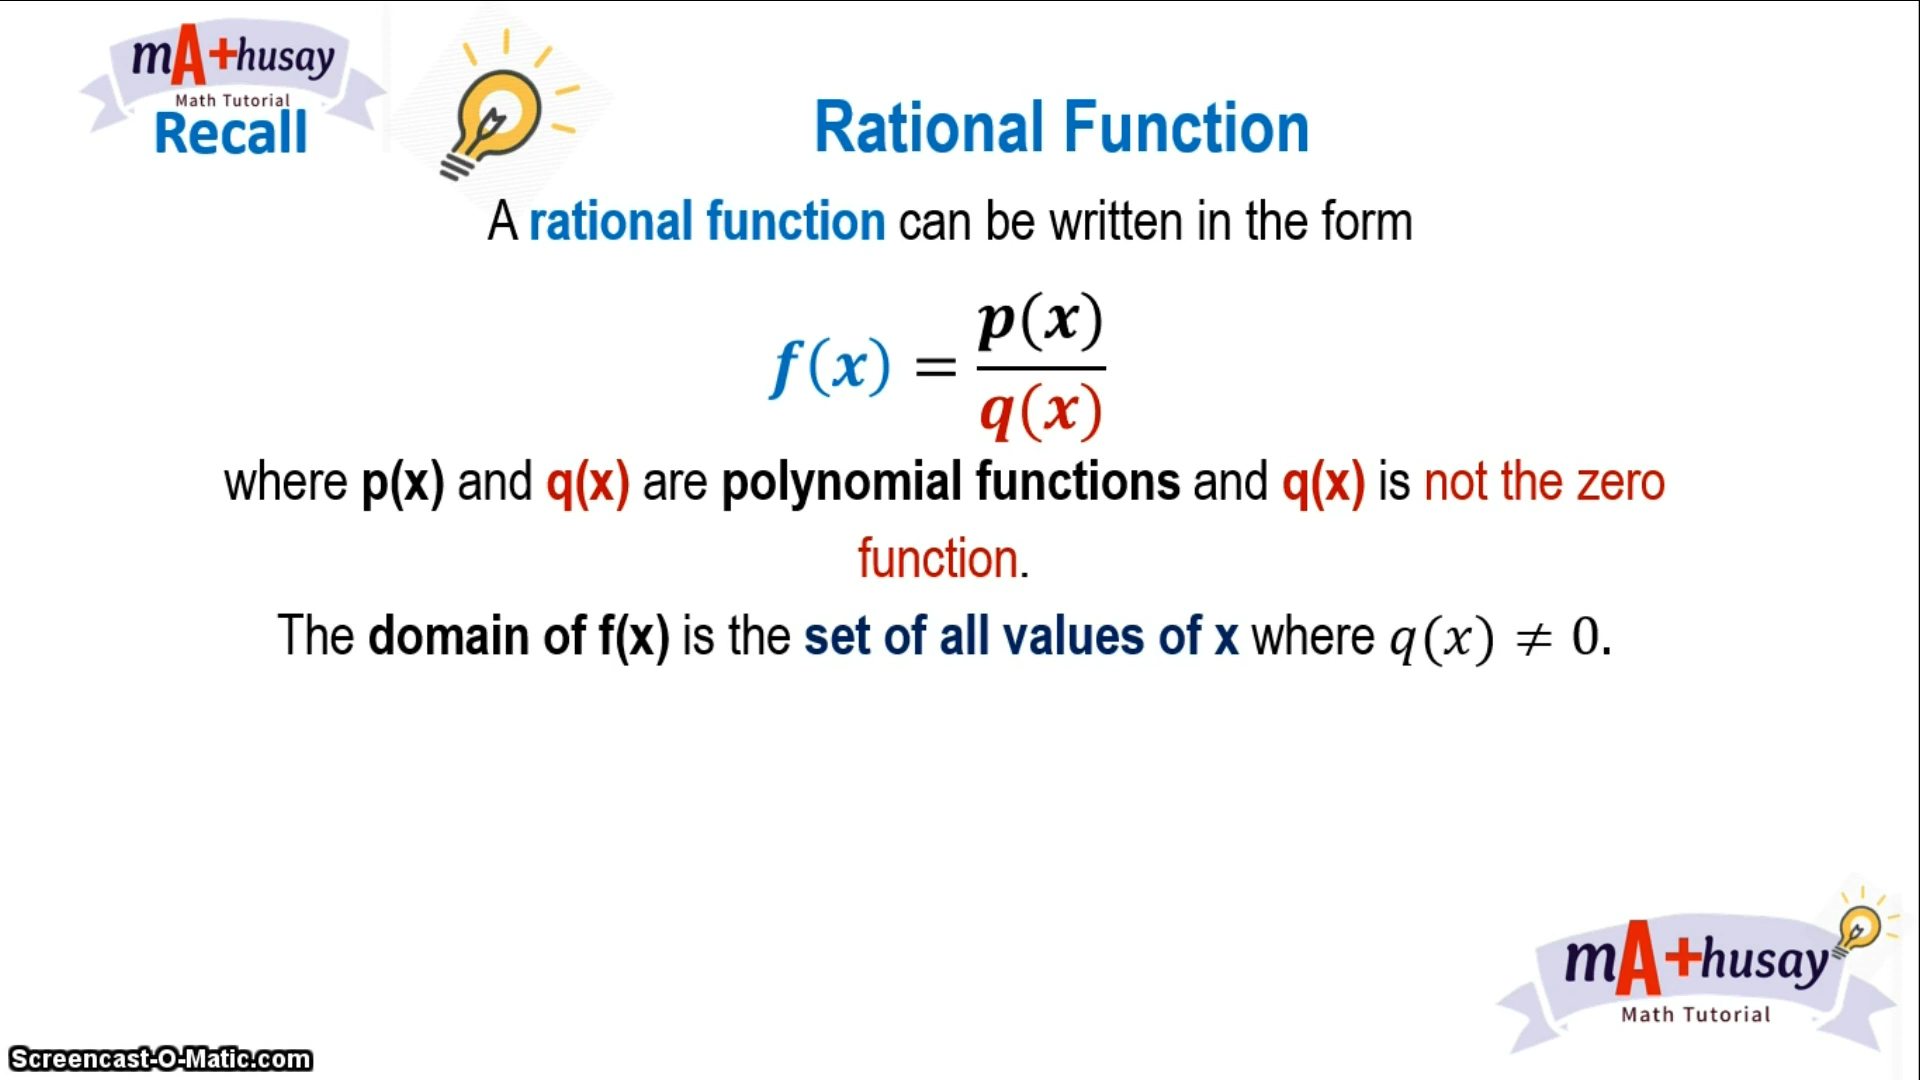 mA+husay
Math Tutorial
Recall
Rational Function
A rational function can be written in the form
f(x) = p(x)/q(x)
where p(x) and q(x) are polynomial functions and q(x) is not the zero
function.
The domain of f(x) is the set of all values of x where q(x) ≠ 0.
mA+husay
Math Tutorial
Screencast-O-Matic.com